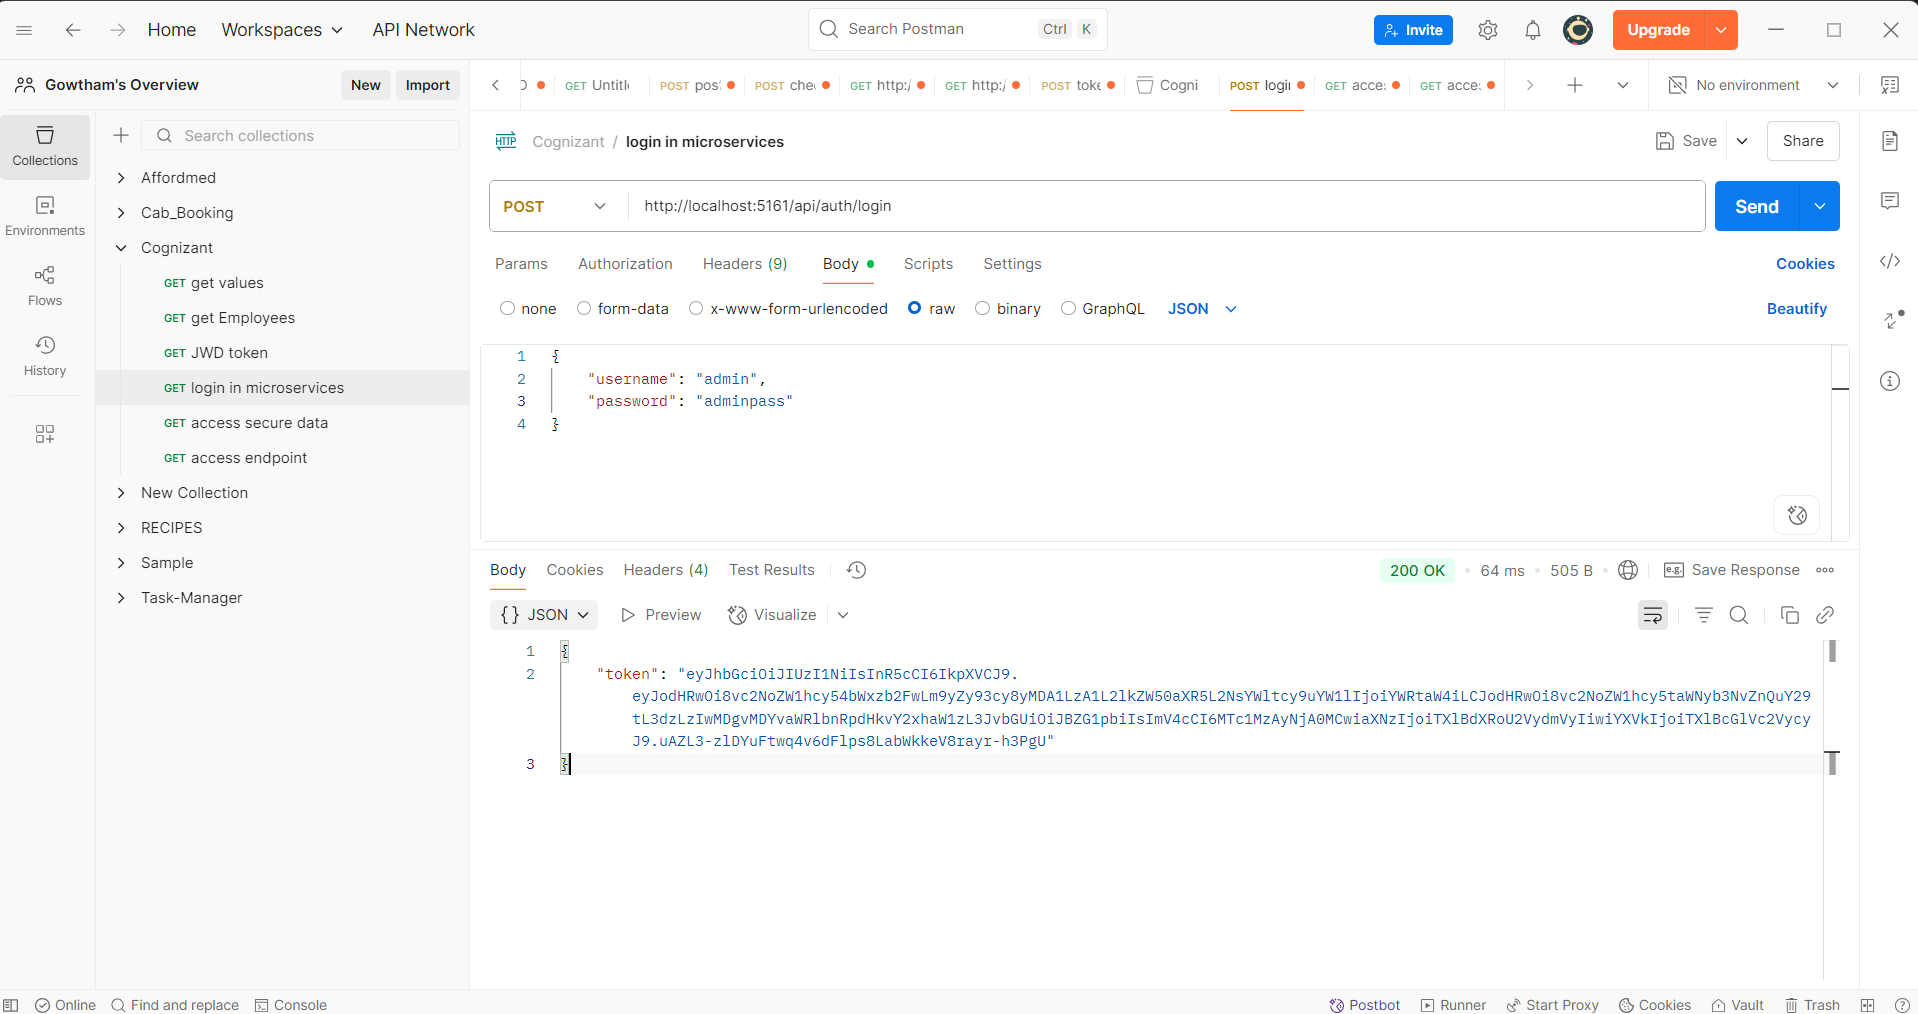 Home Workspaces API Network Search Postman Ctrl K Invite Upgrade
Gowtham's Overview New Import
GET Untitl POST pos POST che GET http:/ GET http:/ POST toke Cogni POST logi GET acce GET acce No environment
Collections
Environments
Flows
History
Search collections
Affordmed
Cab_Booking
Cognizant
GET get values
GET get Employees
GET JWD token
GET login in microservices
GET access secure data
GET access endpoint
New Collection
RECIPES
Sample
Task-Manager
HTTP Cognizant / login in microservices Save Share
POST http://localhost:5161/api/auth/login Send
Params Authorization Headers (9) Body Scripts Settings Cookies
none form-data x-www-form-urlencoded raw binary GraphQL JSON Beautify
1 {
2 "username": "admin",
3 "password": "adminpass"
4 }
Body Cookies Headers (4) Test Results 200 OK 64 ms 505 B e.g. Save Response
{} JSON Preview Visualize
1 {
2 "token": "eyJhbGciOiJIUzI1NiIsInR5cCI6IkpXVCJ9.
eyJodHRwOi8vc2NoZW1hcy54bWxzb2FwLm9yZy93cy8yMDA1LzA1L2lkZW50aXR5L2NsYWltcy9uYW1lIjoiYWRtaW4iLCJodHRwOi8vc2NoZW1hcy5taWNyb3NvZnQuY29
tL3dzLzIwMDgvMDYvaWRlbnRpdHkvY2xhaW1zL3JvbGUiOiJBZG1pbiIsImV4cCI6MTc1MzAyNjA0MCwiaXNzIjoiTXlBdXRoU2VydmVyIiwiYXVkIjoiTXlBcGlVc2Vycy
J9.uAZL3-zlDYuFtwq4v6dFlps8LabWkkeV8rayr-h3PgU"
3 }
Online Find and replace Console Postbot Runner Start Proxy Cookies Vault Trash